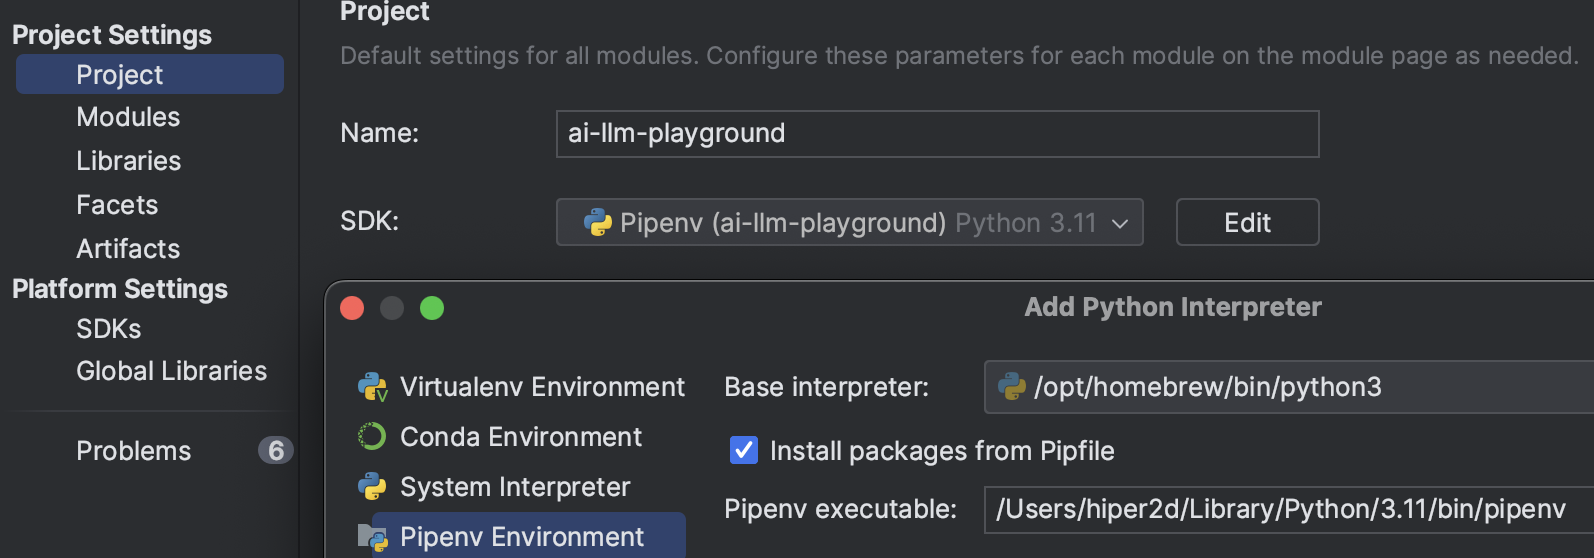 Project Settings
Project
Modules
Libraries
Facets
Artifacts
Platform Settings
SDKs
Global Libraries
Problems 6
Project
Default settings for all modules. Configure these parameters for each module on the module page as needed.
Name: ai-llm-playground
SDK: Pipenv (ai-llm-playground) Python 3.11 Edit
Add Python Interpreter
Virtualenv Environment
Conda Environment
System Interpreter
Pipenv Environment
Base interpreter: /opt/homebrew/bin/python3
Install packages from Pipfile
Pipenv executable: /Users/hiper2d/Library/Python/3.11/bin/pipenv